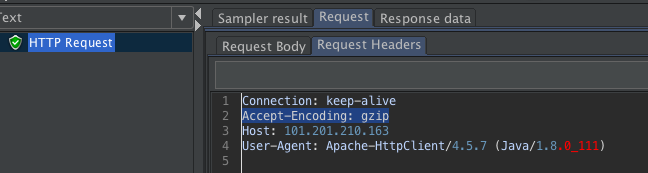 Text
Sampler result Request Response data
HTTP Request
Request Body Request Headers
1 Connection: keep-alive
2 Accept-Encoding: gzip
3 Host: 101.201.210.163
4 User-Agent: Apache-HttpClient/4.5.7 (Java/1.8.0_111)
5